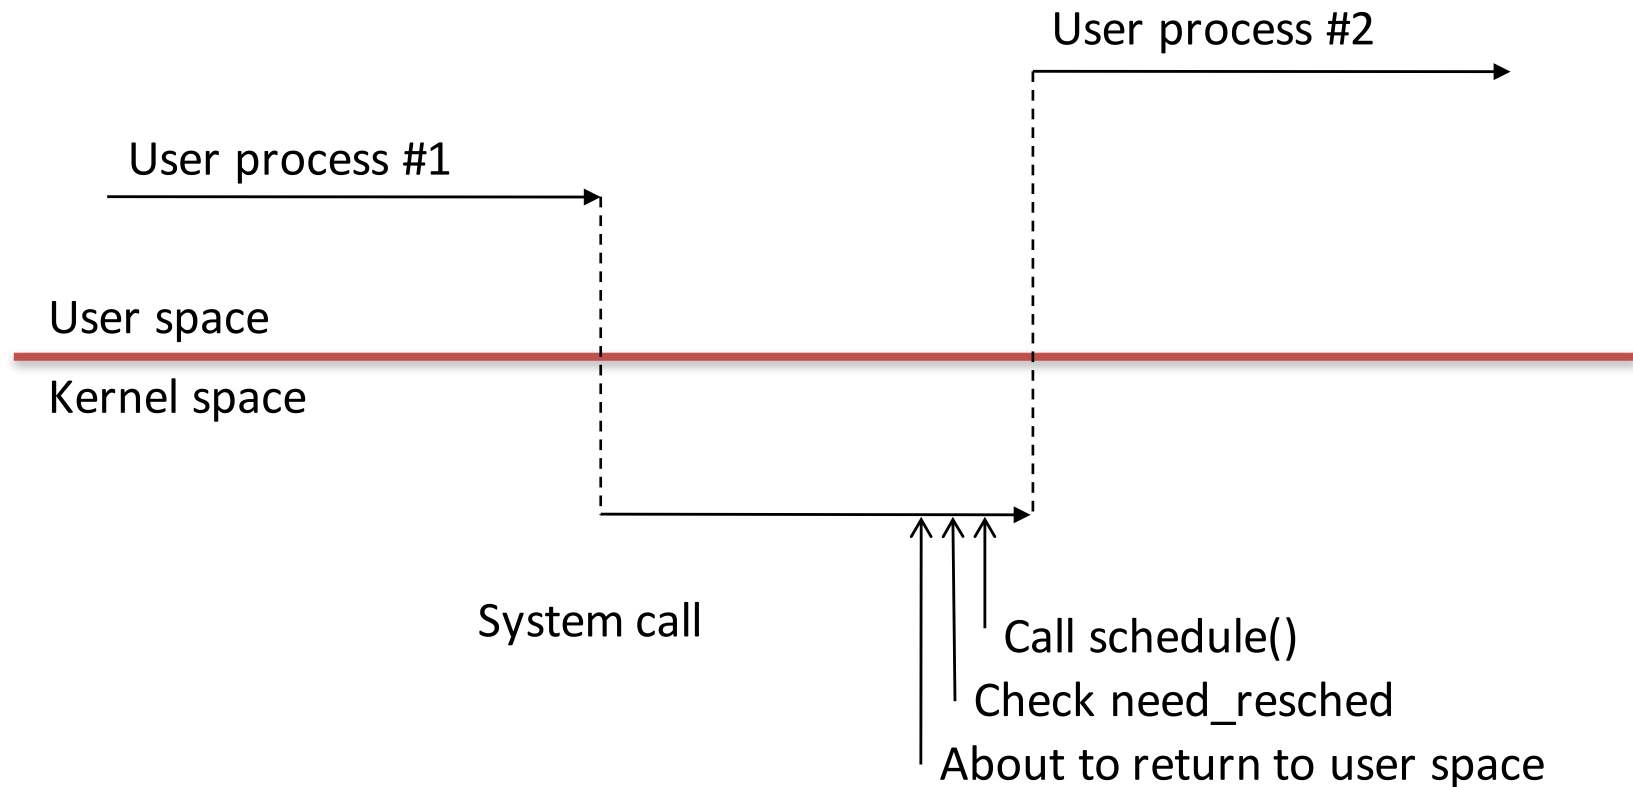 User process #2
User process #1
User space
Kernel space
System call
Call schedule()
Check need_resched
About to return to user space